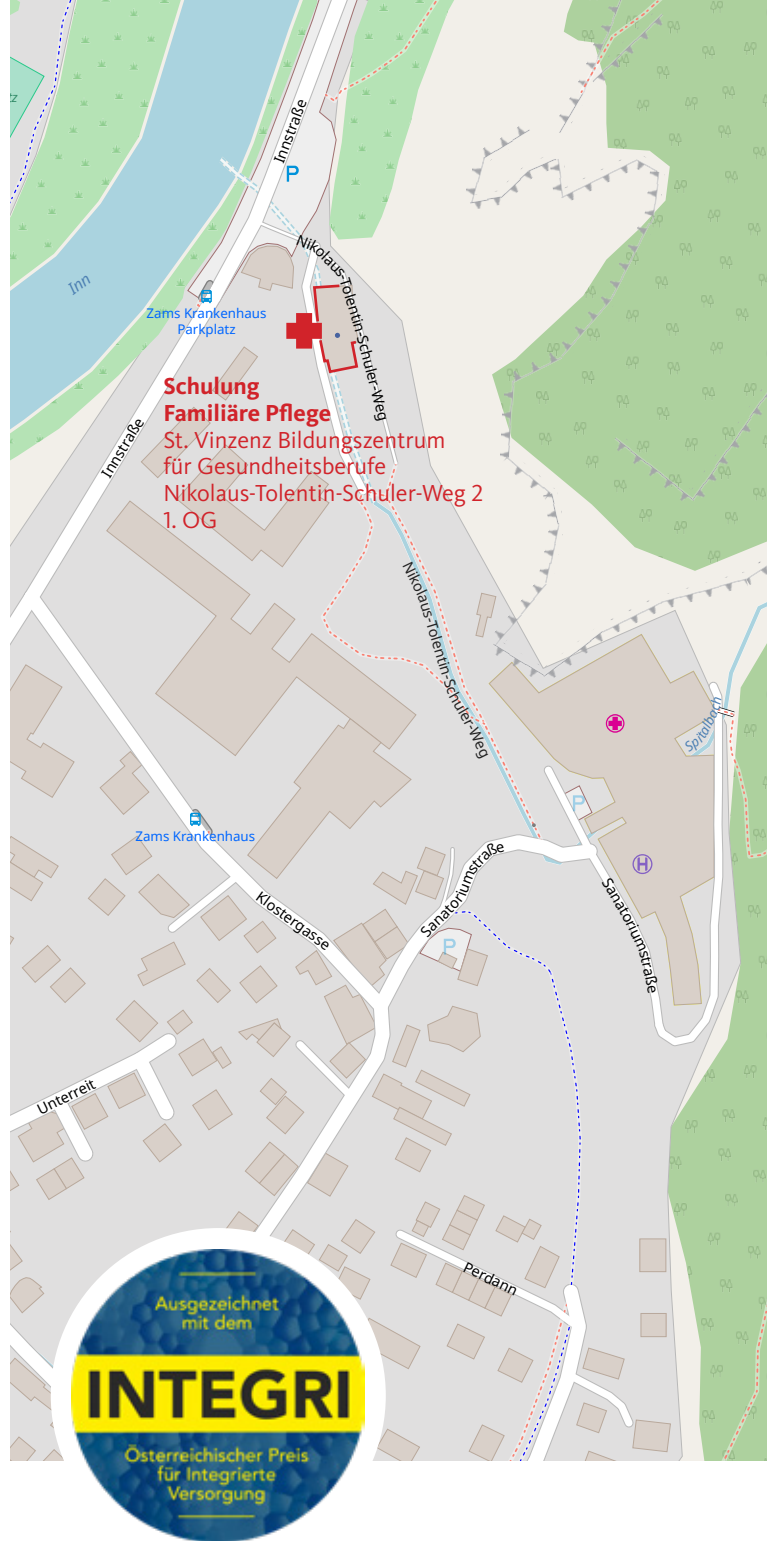 tz
Innstraße
P
Nikolaus-Tolentin-Schuler-Weg
Inn
Zams Krankenhaus
Parkplatz
Schulung
Familiäre Pflege
St. Vinzenz Bildungszentrum
für Gesundheitsberufe
Nikolaus-Tolentin-Schuler-Weg 2
1. OG
Innstraße
Nikolaus-Tolentin-Schuler-Weg
Spitalbach
P
Zams Krankenhaus
H
Sanatoriumstraße
Sanatoriumstraße
Klostergasse
P
Unterreit
Perdann
Ausgezeichnet
mit dem
INTEGRI
Österreichischer Preis
für Integrierte
Versorgung